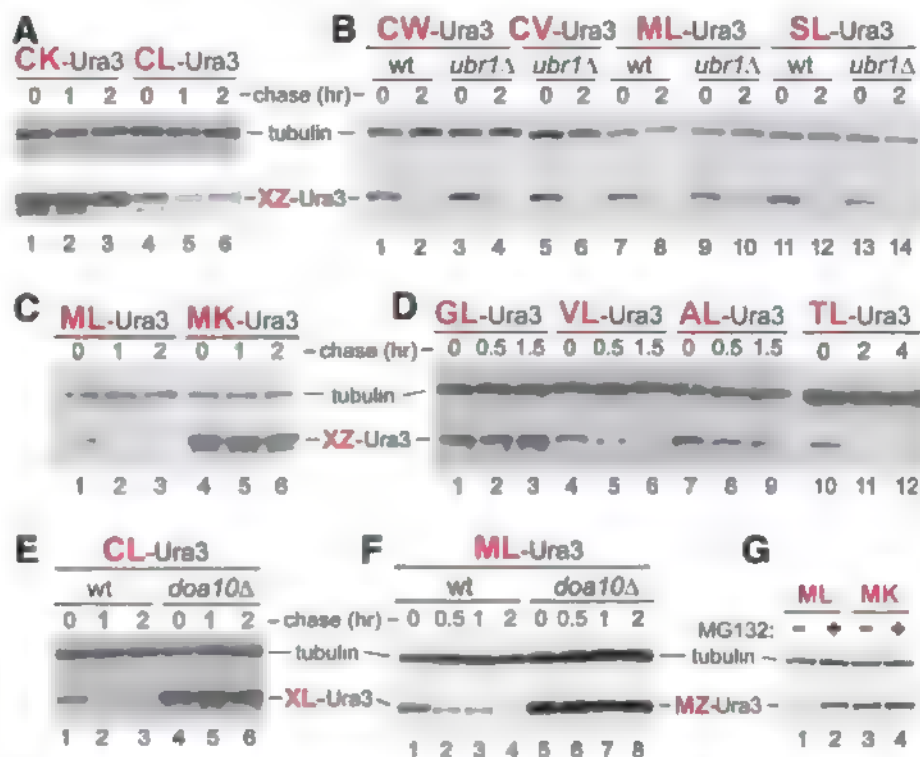 A
CK-Ura3 CL-Ura3
0 1 2 0 1 2 -chase (hr)-
tubulin
XZ-Ura3
1 2 3 4 5 6
B
CW-Ura3 CV-Ura3 ML-Ura3 SL-Ura3
wt ubr1Δ ubr1Δ wt ubr1Δ wt ubr1Δ
0 2 0 2 0 2 0 2 0 2 0 2 0 2
1 2 3 4 5 6 7 8 9 10 11 12 13 14
C
ML-Ura3 MK-Ura3
0 1 2 0 1 2 -chase (hr)-
tubulin
XZ-Ura3
1 2 3 4 5 6
D
GL-Ura3 VL-Ura3 AL-Ura3 TL-Ura3
0 0.5 1.5 0 0.5 1.5 0 0.5 1.5 0 2 4
1 2 3 4 5 6 7 8 9 10 11 12
E
CL-Ura3
wt doa10Δ
0 1 2 0 1 2 -chase (hr)-
tubulin
XL-Ura3
1 2 3 4 5 6
F
ML-Ura3
wt doa10Δ
0 0.5 1 2 0 0.5 1 2
1 2 3 4 5 6 7 8
G
ML MK
MG132: - + - +
tubulin
MZ-Ura3
1 2 3 4